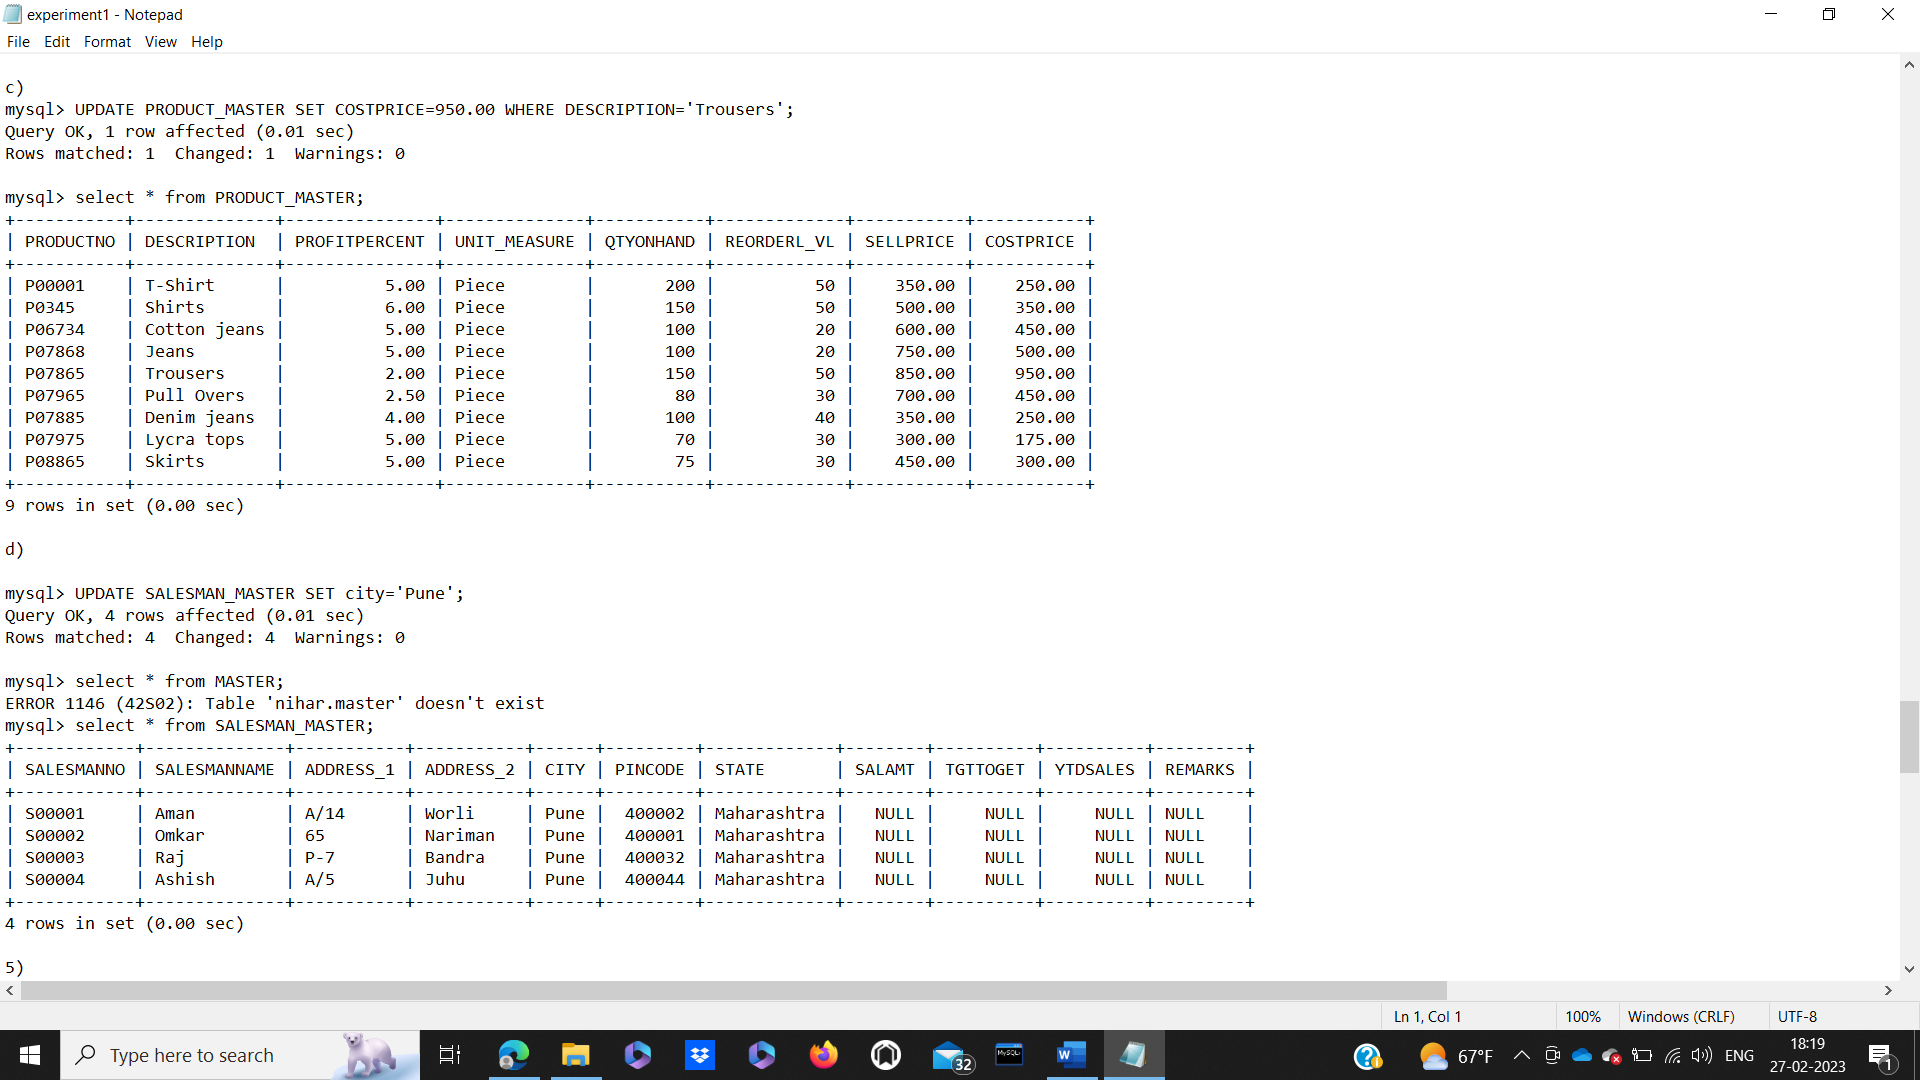 experiment1 - Notepad
File Edit Format View Help
c)
mysql> UPDATE PRODUCT_MASTER SET COSTPRICE=950.00 WHERE DESCRIPTION='Trousers';
Query OK, 1 row affected (0.01 sec)
Rows matched: 1  Changed: 1  Warnings: 0

mysql> select * from PRODUCT_MASTER;
+-----------+--------------+---------------+--------------+-----------+-------------+-----------+-----------+
| PRODUCTNO | DESCRIPTION  | PROFITPERCENT | UNIT_MEASURE | QTYONHAND | REORDERL_VL | SELLPRICE | COSTPRICE |
+-----------+--------------+---------------+--------------+-----------+-------------+-----------+-----------+
| P00001    | T-Shirt      |          5.00 | Piece        |       200 |          50 |    350.00 |    250.00 |
| P0345     | Shirts       |          6.00 | Piece        |       150 |          50 |    500.00 |    350.00 |
| P06734    | Cotton jeans |          5.00 | Piece        |       100 |          20 |    600.00 |    450.00 |
| P07868    | Jeans        |          5.00 | Piece        |       100 |          20 |    750.00 |    500.00 |
| P07865    | Trousers     |          2.00 | Piece        |       150 |          50 |    850.00 |    950.00 |
| P07965    | Pull Overs   |          2.50 | Piece        |        80 |          30 |    700.00 |    450.00 |
| P07885    | Denim jeans  |          4.00 | Piece        |       100 |          40 |    350.00 |    250.00 |
| P07975    | Lycra tops   |          5.00 | Piece        |        70 |          30 |    300.00 |    175.00 |
| P08865    | Skirts       |          5.00 | Piece        |        75 |          30 |    450.00 |    300.00 |
+-----------+--------------+---------------+--------------+-----------+-------------+-----------+-----------+
9 rows in set (0.00 sec)

d)

mysql> UPDATE SALESMAN_MASTER SET city='Pune';
Query OK, 4 rows affected (0.01 sec)
Rows matched: 4  Changed: 4  Warnings: 0

mysql> select * from MASTER;
ERROR 1146 (42S02): Table 'nihar.master' doesn't exist
mysql> select * from SALESMAN_MASTER;
+------------+--------------+-----------+-----------+------+---------+-------------+--------+----------+----------+---------+
| SALESMANNO | SALESMANNAME | ADDRESS_1 | ADDRESS_2 | CITY | PINCODE | STATE       | SALAMT | TGTTOGET | YTDSALES | REMARKS |
+------------+--------------+-----------+-----------+------+---------+-------------+--------+----------+----------+---------+
| S00001     | Aman         | A/14      | Worli     | Pune |  400002 | Maharashtra |   NULL |     NULL |     NULL | NULL    |
| S00002     | Omkar        | 65        | Nariman   | Pune |  400001 | Maharashtra |   NULL |     NULL |     NULL | NULL    |
| S00003     | Raj          | P-7       | Bandra    | Pune |  400032 | Maharashtra |   NULL |     NULL |     NULL | NULL    |
| S00004     | Ashish       | A/5       | Juhu      | Pune |  400044 | Maharashtra |   NULL |     NULL |     NULL | NULL    |
+------------+--------------+-----------+-----------+------+---------+-------------+--------+----------+----------+---------+
4 rows in set (0.00 sec)

5)
Ln 1, Col 1 100% Windows (CRLF) UTF-8
Type here to search 32 MySQL W 67°F ENG 18:19
27-02-2023 1